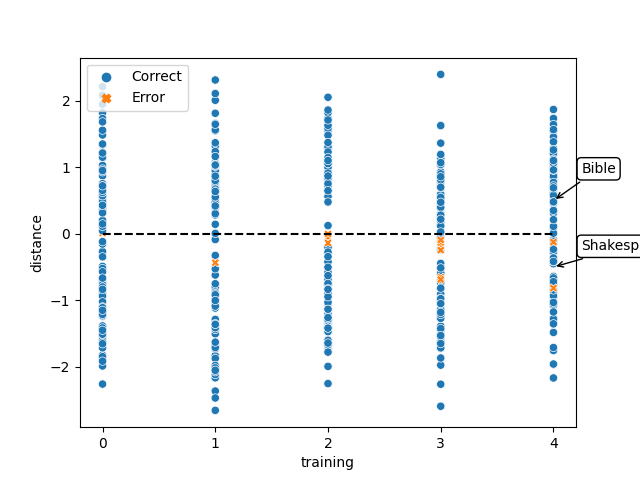 Correct
Error
Bible
Shakesp
distance
2
1
0
−1
−2
0 1 2 3 4
training